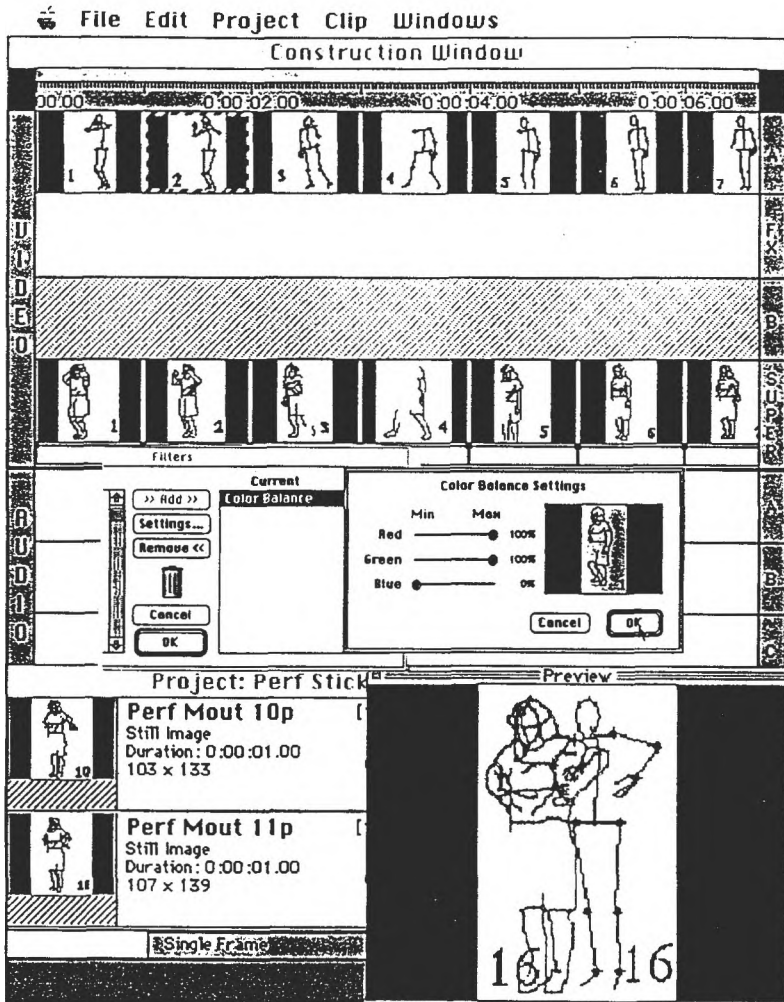 File Edit Project Clip Windows
Construction Window
00:00 0:00:02.00 0:00:04.00 0:00:06.00
1 2 3 4 5 6 7
VIDEO
A
FX
B
SUPER
1 2 3 4 5 6
Filters
AUDIO
A
B
C
>> Add >>
Settings...
Remove <<
Cancel
OK
Current
Color Balance
Color Balance Settings
Min Max
Red 100%
Green 100%
Blue 0%
Cancel OK
Project: Perf Stick
Perf Mout 10p
Still Image
Duration: 0:00:01.00
103 x 133
10
Perf Mout 11p
Still Image
Duration: 0:00:01.00
107 x 139
11
Single Frame
Preview
16 16